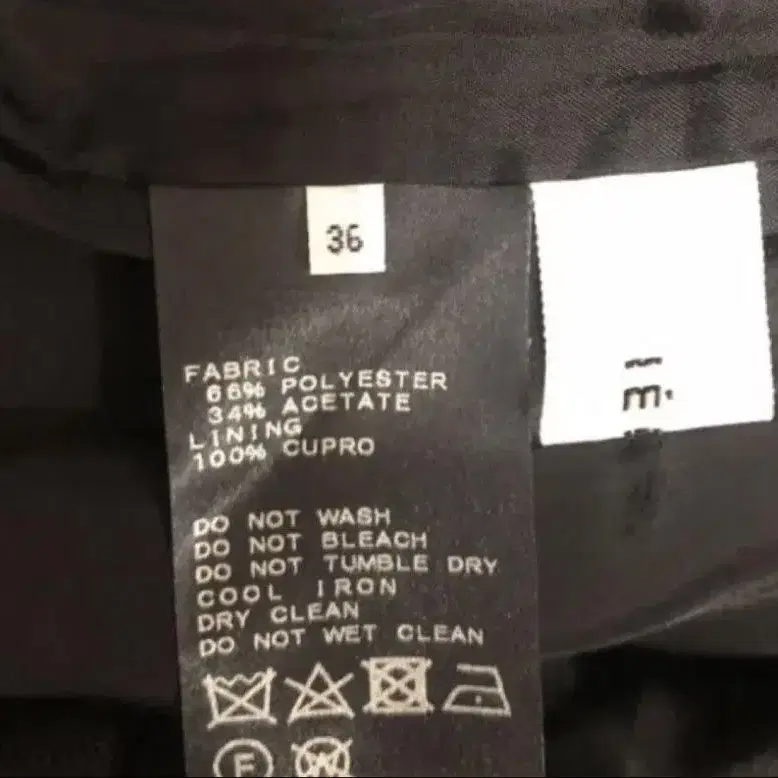 36
FABRIC
66% POLYESTER
34% ACETATE
LINING
100% CUPRO
DO NOT WASH
DO NOT BLEACH
DO NOT TUMBLE DRY
COOL IRON
DRY CLEAN
DO NOT WET CLEAN
F
W
m.